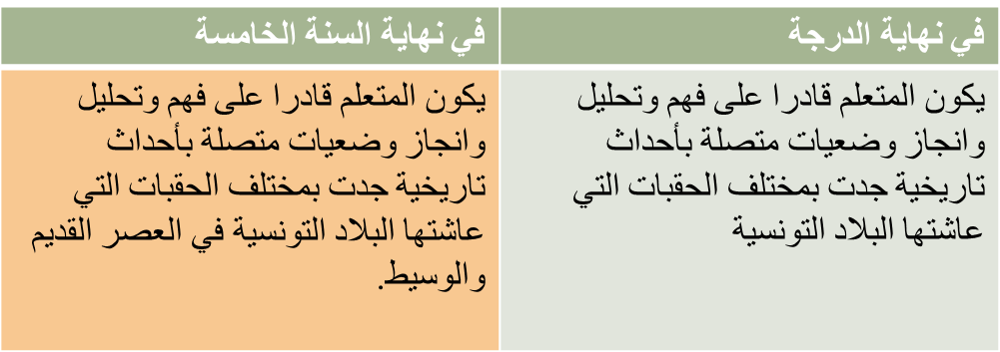 في نهاية الدرجة
في نهاية السنة الخامسة
يكون المتعلم قادرا على فهم وتحليل
وانجاز وضعيات متصلة بأحداث
تاريخية جدت بمختلف الحقبات التي
عاشتها البلاد التونسية
يكون المتعلم قادرا على فهم وتحليل
وانجاز وضعيات متصلة بأحداث
تاريخية جدت بمختلف الحقبات التي
عاشتها البلاد التونسية في العصر القديم
والوسيط.